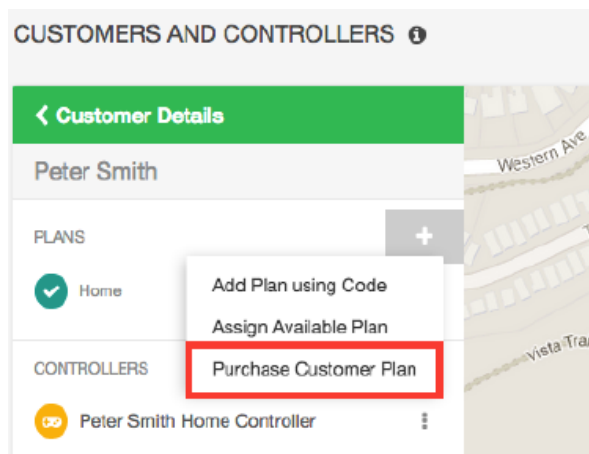 CUSTOMERS AND CONTROLLERS
Customer Details
Peter Smith
PLANS
Home
Add Plan using Code
Assign Available Plan
Purchase Customer Plan
CONTROLLERS
Peter Smith Home Controller
Western Ave
Vista Tra